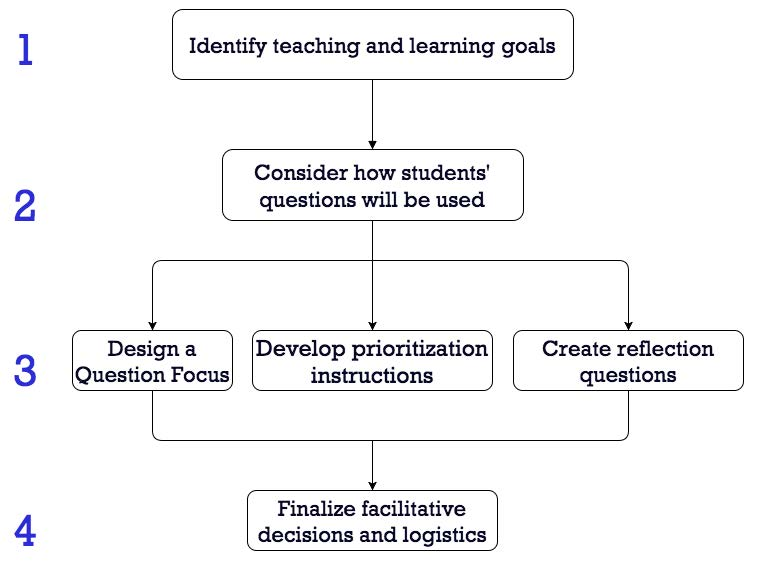 1
Identify teaching and learning goals
2
Consider how students'
questions will be used
3
Design a
Question Focus
Develop prioritization
instructions
Create reflection
questions
4
Finalize facilitative
decisions and logistics